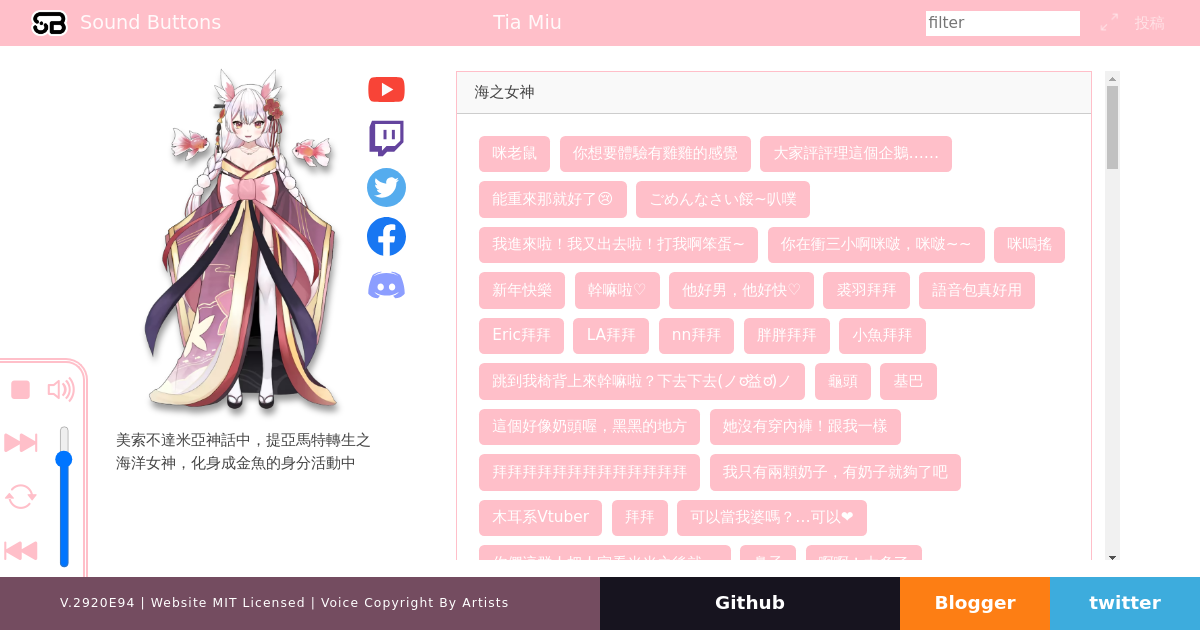 SB Sound Buttons Tia Miu filter 投稿
海之女神
咪老鼠 你想要體驗有雞雞的感覺 大家評評理這個企鵝……
能重來那就好了😢 ごめんなさい餒~叭噗
我進來啦！我又出去啦！打我啊笨蛋~ 你在衝三小啊咪啵，咪啵~~ 咪嗚搖
新年快樂 幹嘛啦♡ 他好男，他好快♡ 裘羽拜拜 語音包真好用
Eric拜拜 LA拜拜 nn拜拜 胖胖拜拜 小魚拜拜
跳到我椅背上來幹嘛啦？下去下去(ノಠ益ಠ)ノ 龜頭 基巴
這個好像奶頭喔，黑黑的地方 她沒有穿內褲！跟我一樣
拜拜拜拜拜拜拜拜拜拜拜拜拜 我只有兩顆奶子，有奶子就夠了吧
木耳系Vtuber 拜拜 可以當我婆嗎？…可以❤
美索不達米亞神話中，提亞馬特轉生之
海洋女神，化身成金魚的身分活動中
V.2920E94 | Website MIT Licensed | Voice Copyright By Artists Github Blogger twitter